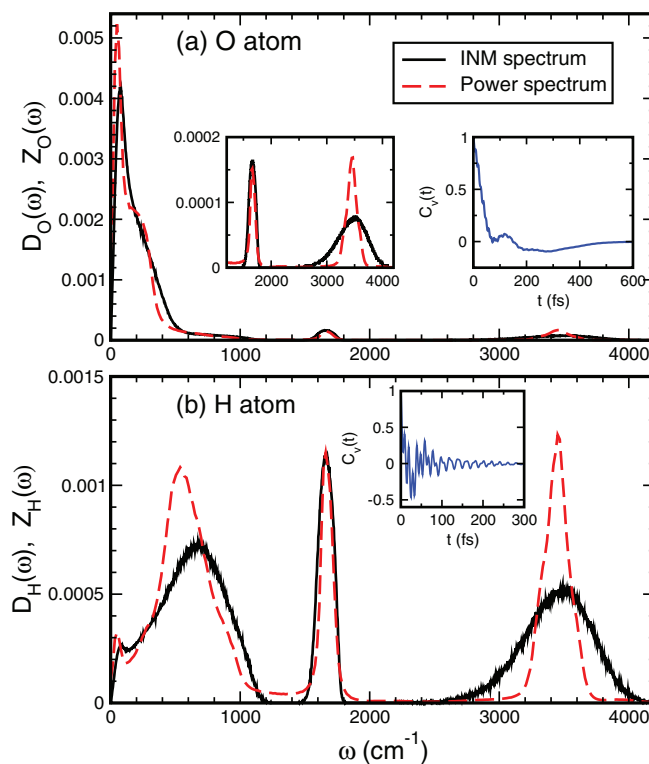 (a) O atom
INM spectrum
Power spectrum
D_O(ω), Z_O(ω)
0.005
0.004
0.003
0.002
0.001
0
0 1000 2000 3000 4000
0.0002
0.0001
0
2000 3000 4000
C_v(t)
1
0.5
0
0 200 400 600
t (fs)
(b) H atom
D_H(ω), Z_H(ω)
0.0015
0.001
0.0005
0
0 1000 2000 3000 4000
ω (cm⁻¹)
C_v(t)
1
0.5
0
-0.5
0 100 200 300
t (fs)